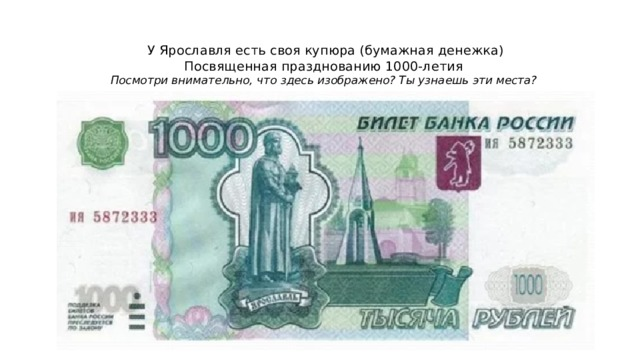 У Ярославля есть своя купюра (бумажная денежка)
Посвященная празднованию 1000-летия
Посмотри внимательно, что здесь изображено? Ты узнаешь эти места?
1000
БИЛЕТ БАНКА РОССИИ
ИЯ 5872333
ИЯ 5872333
ЯРОСЛАВЛЬ
1000
1000
ПОДДЕЛКА
БИЛЕТОВ
БАНКА РОССИИ
ПРЕСЛЕДУЕТСЯ
ПО ЗАКОНУ
ТЫСЯЧА РУБЛЕЙ